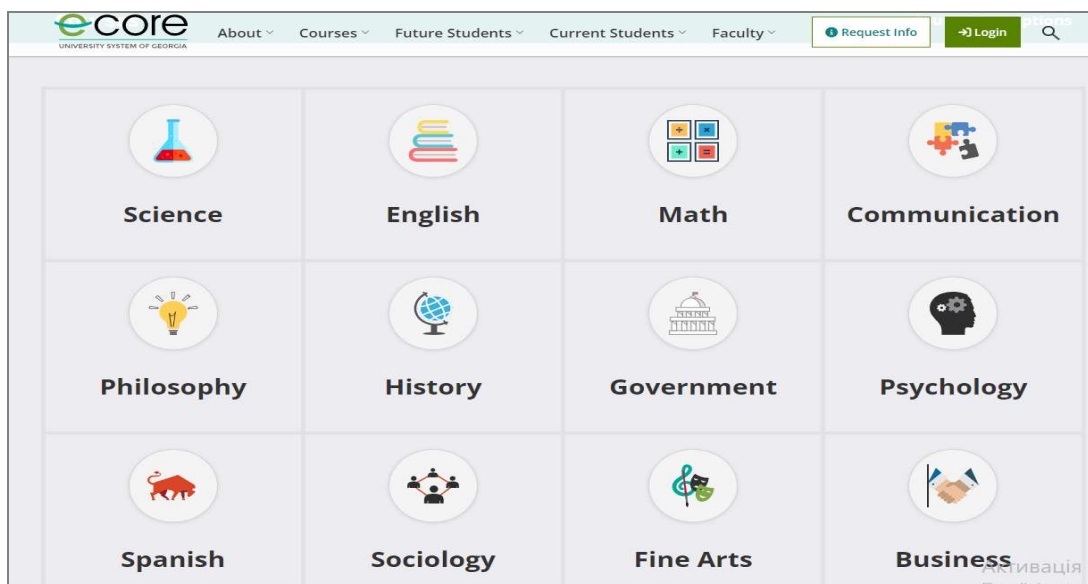 ecore
UNIVERSITY SYSTEM OF GEORGIA
About Courses Future Students Current Students Faculty Request Info Login
Science English Math Communication
Philosophy History Government Psychology
Spanish Sociology Fine Arts Business
Активація